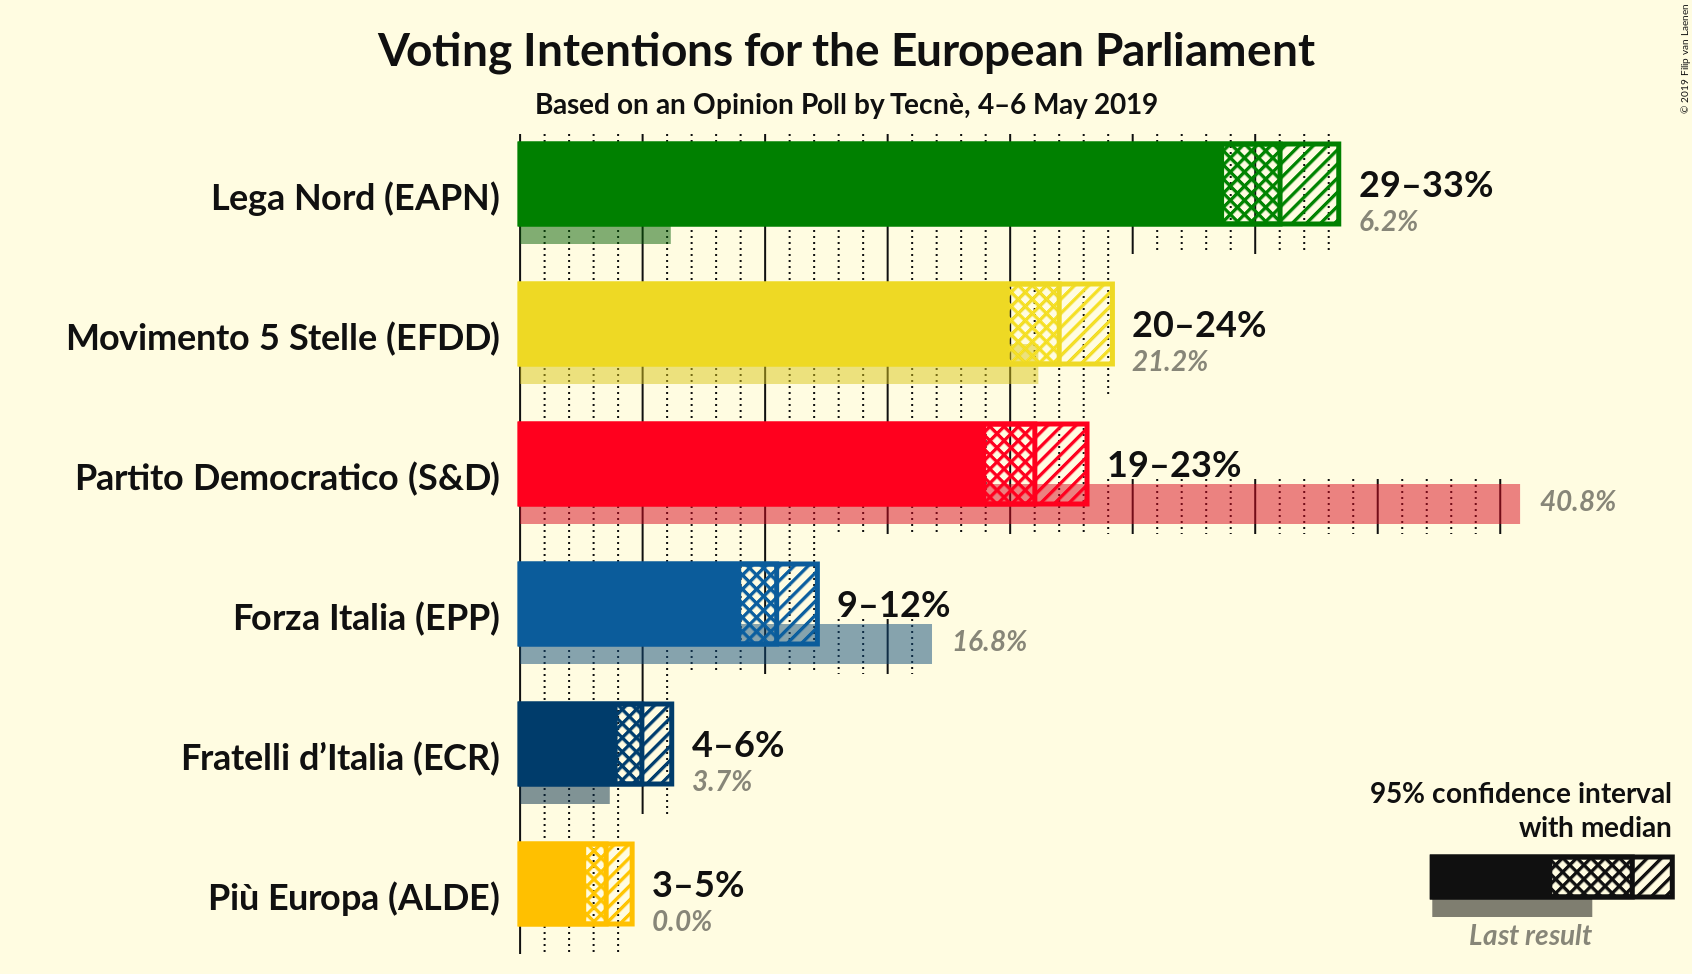 Voting Intentions for the European Parliament
Based on an Opinion Poll by Tecnè, 4–6 May 2019
© 2019 Filip van Laenen
Lega Nord (EAPN)
29–33%
6.2%
Movimento 5 Stelle (EFDD)
20–24%
21.2%
Partito Democratico (S&D)
19–23%
40.8%
Forza Italia (EPP)
9–12%
16.8%
Fratelli d’Italia (ECR)
4–6%
3.7%
Più Europa (ALDE)
3–5%
0.0%
95% confidence interval
with median
Last result